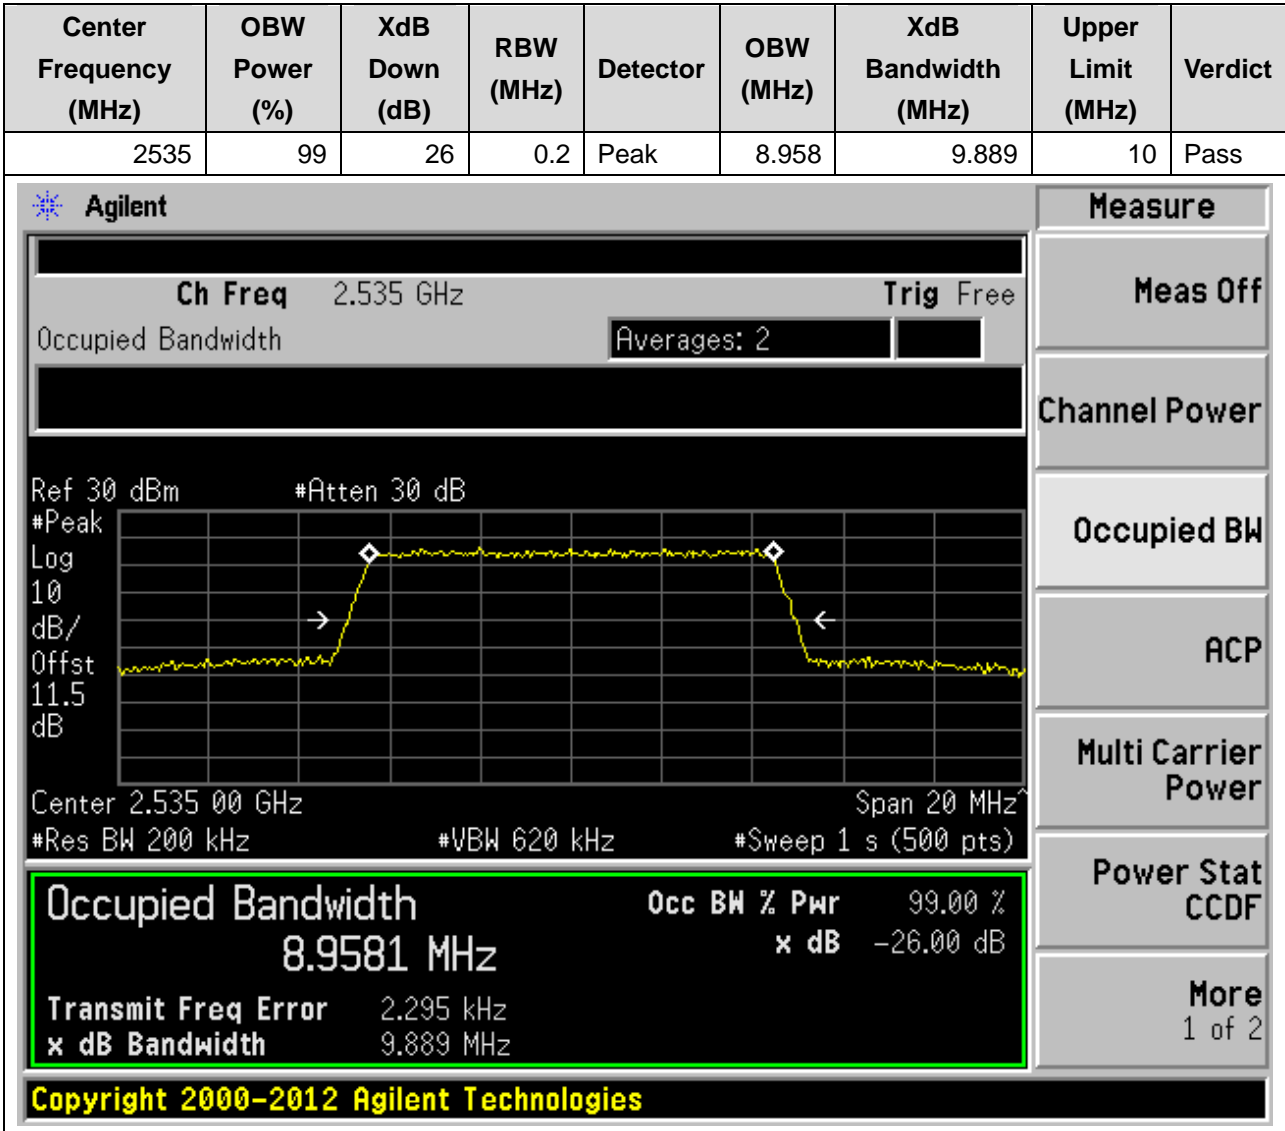 Center Frequency (MHz) OBW Power (%) XdB Down (dB) RBW (MHz) Detector OBW (MHz) XdB Bandwidth (MHz) Upper Limit (MHz) Verdict
2535 99 26 0.2 Peak 8.958 9.889 10 Pass
Agilent
Measure
Ch Freq 2.535 GHz Trig Free
Meas Off
Occupied Bandwidth Averages: 2
Channel Power
Ref 30 dBm #Atten 30 dB
#Peak
Log
10
dB/
Offst
11.5
dB
Occupied BW
ACP
Center 2.535 00 GHz Span 20 MHz^
#Res BW 200 kHz #VBW 620 kHz #Sweep 1 s (500 pts)
Multi Carrier
Power
Occupied Bandwidth Occ BW % Pwr 99.00 %
8.9581 MHz x dB -26.00 dB
Power Stat
CCDF
Transmit Freq Error 2.295 kHz
x dB Bandwidth 9.889 MHz
More
1 of 2
Copyright 2000-2012 Agilent Technologies